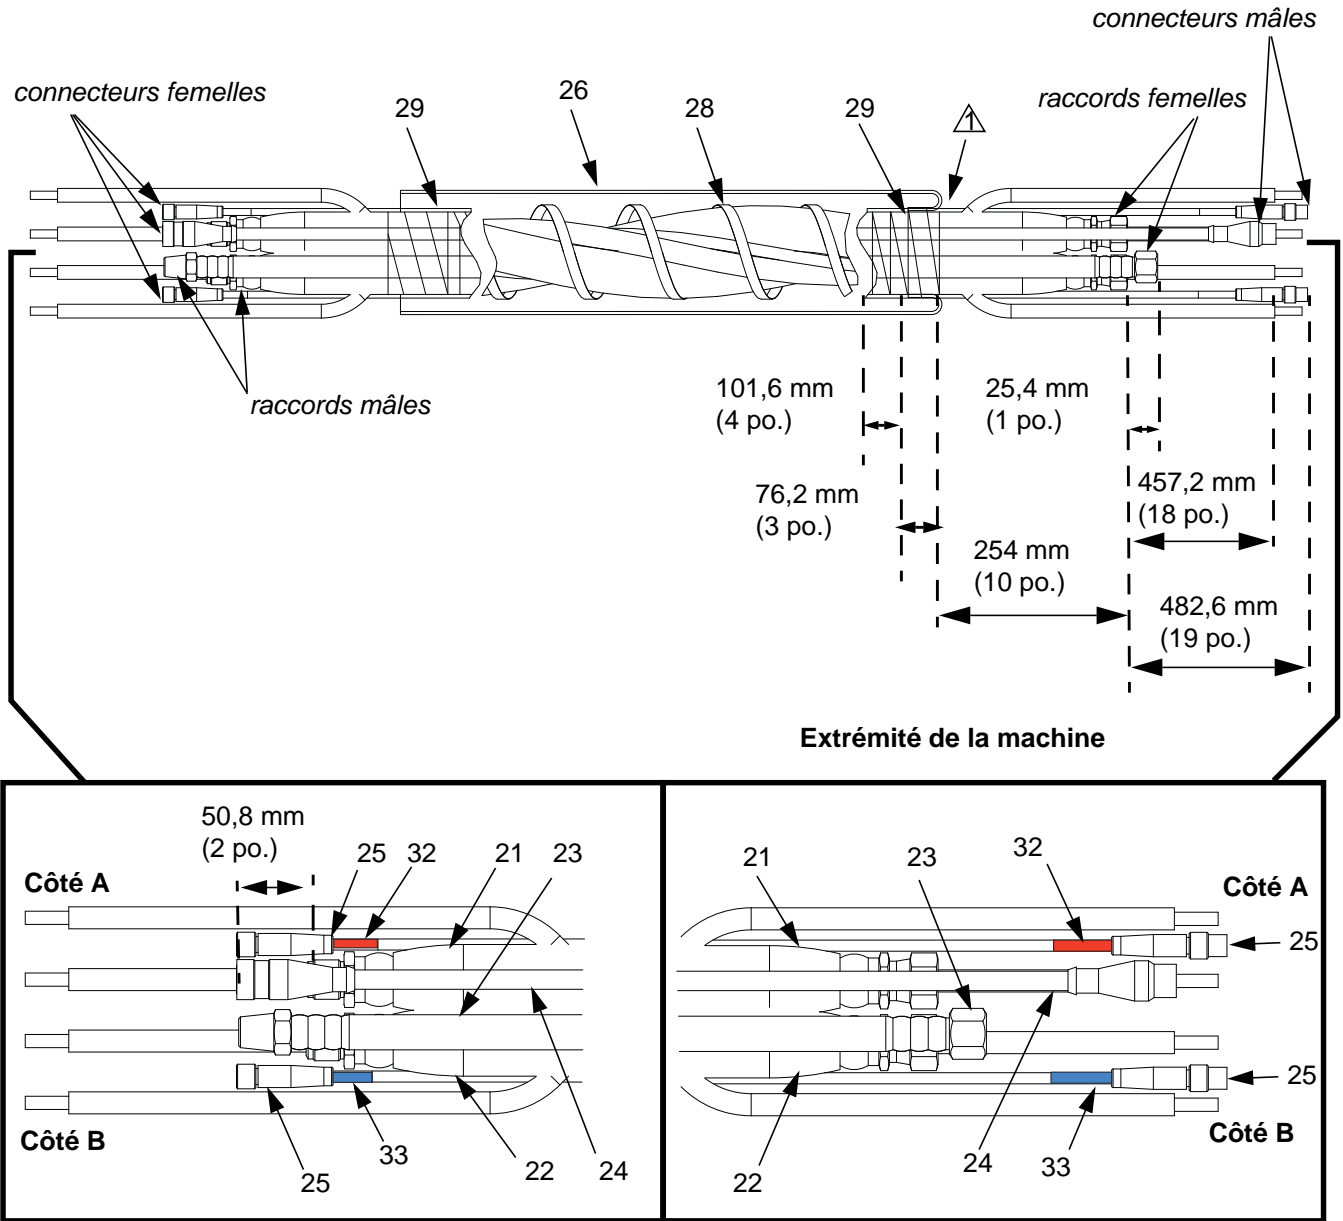 connecteurs mâles
connecteurs femelles
26
28
29
29
1
raccords femelles
raccords mâles
101,6 mm
(4 po.)
25,4 mm
(1 po.)
76,2 mm
(3 po.)
457,2 mm
(18 po.)
254 mm
(10 po.)
482,6 mm
(19 po.)
Extrémité de la machine
50,8 mm
(2 po.)
Côté A
25
32
21
23
Côté B
25
33
22
24
21
23
32
Côté A
25
25
Côté B
22
24
33